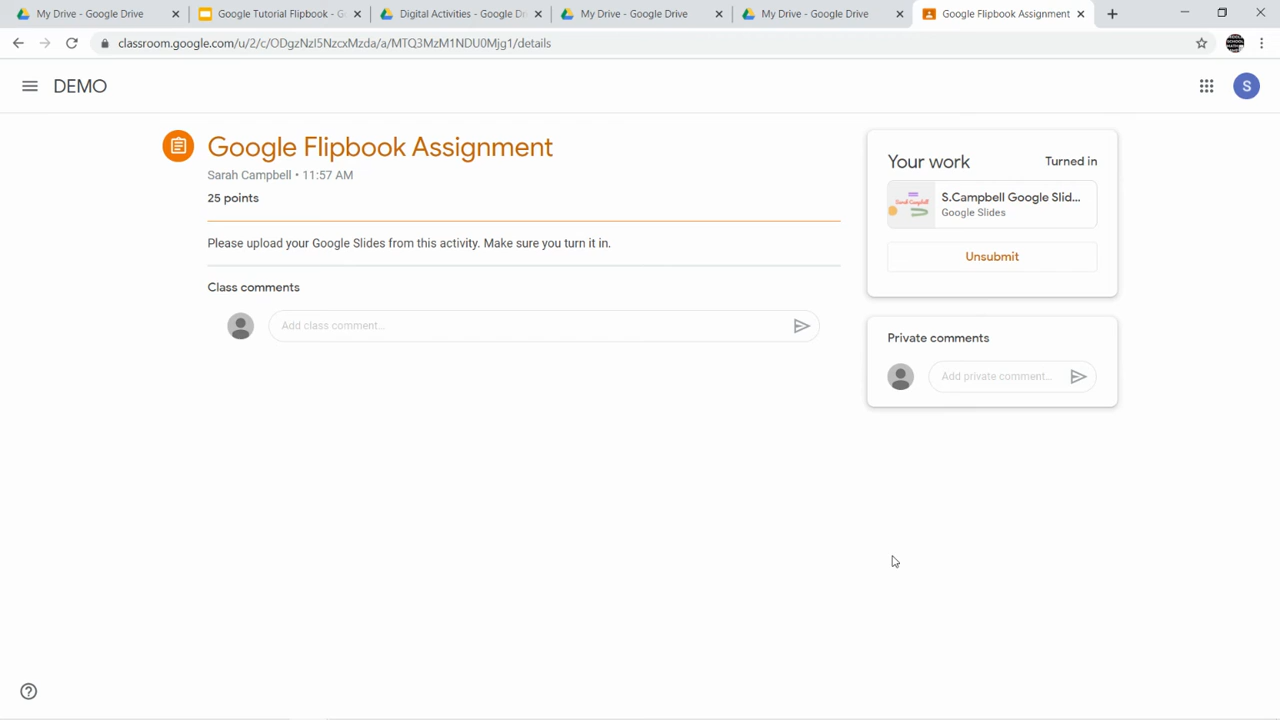 My Drive - Google Drive
Google Tutorial Flipbook - G
Digital Activities - Google Dr
My Drive - Google Drive
My Drive - Google Drive
Google Flipbook Assignment
classroom.google.com/u/2/c/ODgzNzI5NzcxMzda/a/MTQ3MzM1NDU0Mjg1/details
DEMO
S
Google Flipbook Assignment
Sarah Campbell • 11:57 AM
25 points
Please upload your Google Slides from this activity. Make sure you turn it in.
Class comments
Add class comment...
Your work
Turned in
Sarah Campbell
S.Campbell Google Slid...
Google Slides
Unsubmit
Private comments
Add private comment...